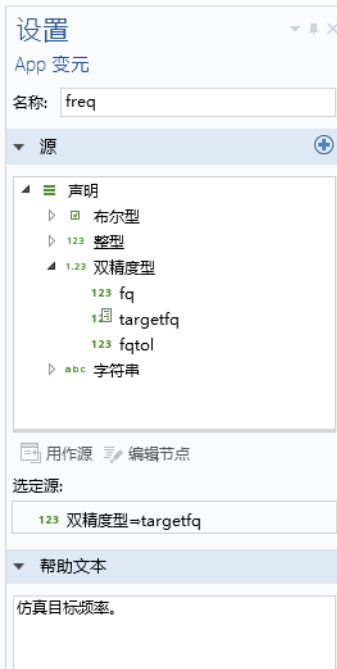 设置
App 变元
名称: freq
源
声明
布尔型
123 整型
1.23 双精度型
123 fq
targetfq
123 fqtol
abc 字符串
用作源 编辑节点
选定源:
123 双精度型⇒targetfq
帮助文本
仿真目标频率。